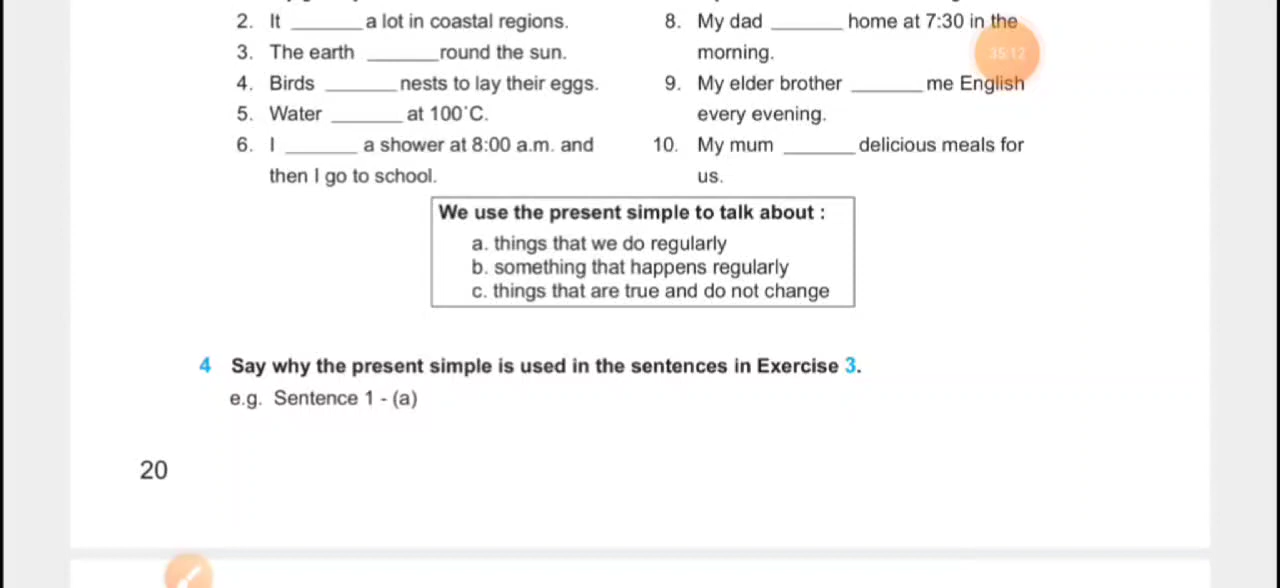 2. It _______ a lot in coastal regions.
3. The earth _______ round the sun.
4. Birds _______ nests to lay their eggs.
5. Water _______ at 100°C.
6. I _______ a shower at 8:00 a.m. and
then I go to school.
8. My dad _______ home at 7:30 in the
morning.
9. My elder brother _______ me English
every evening.
10. My mum _______ delicious meals for
us.
35:12
We use the present simple to talk about :
a. things that we do regularly
b. something that happens regularly
c. things that are true and do not change
4 Say why the present simple is used in the sentences in Exercise 3.
e.g. Sentence 1 - (a)
20